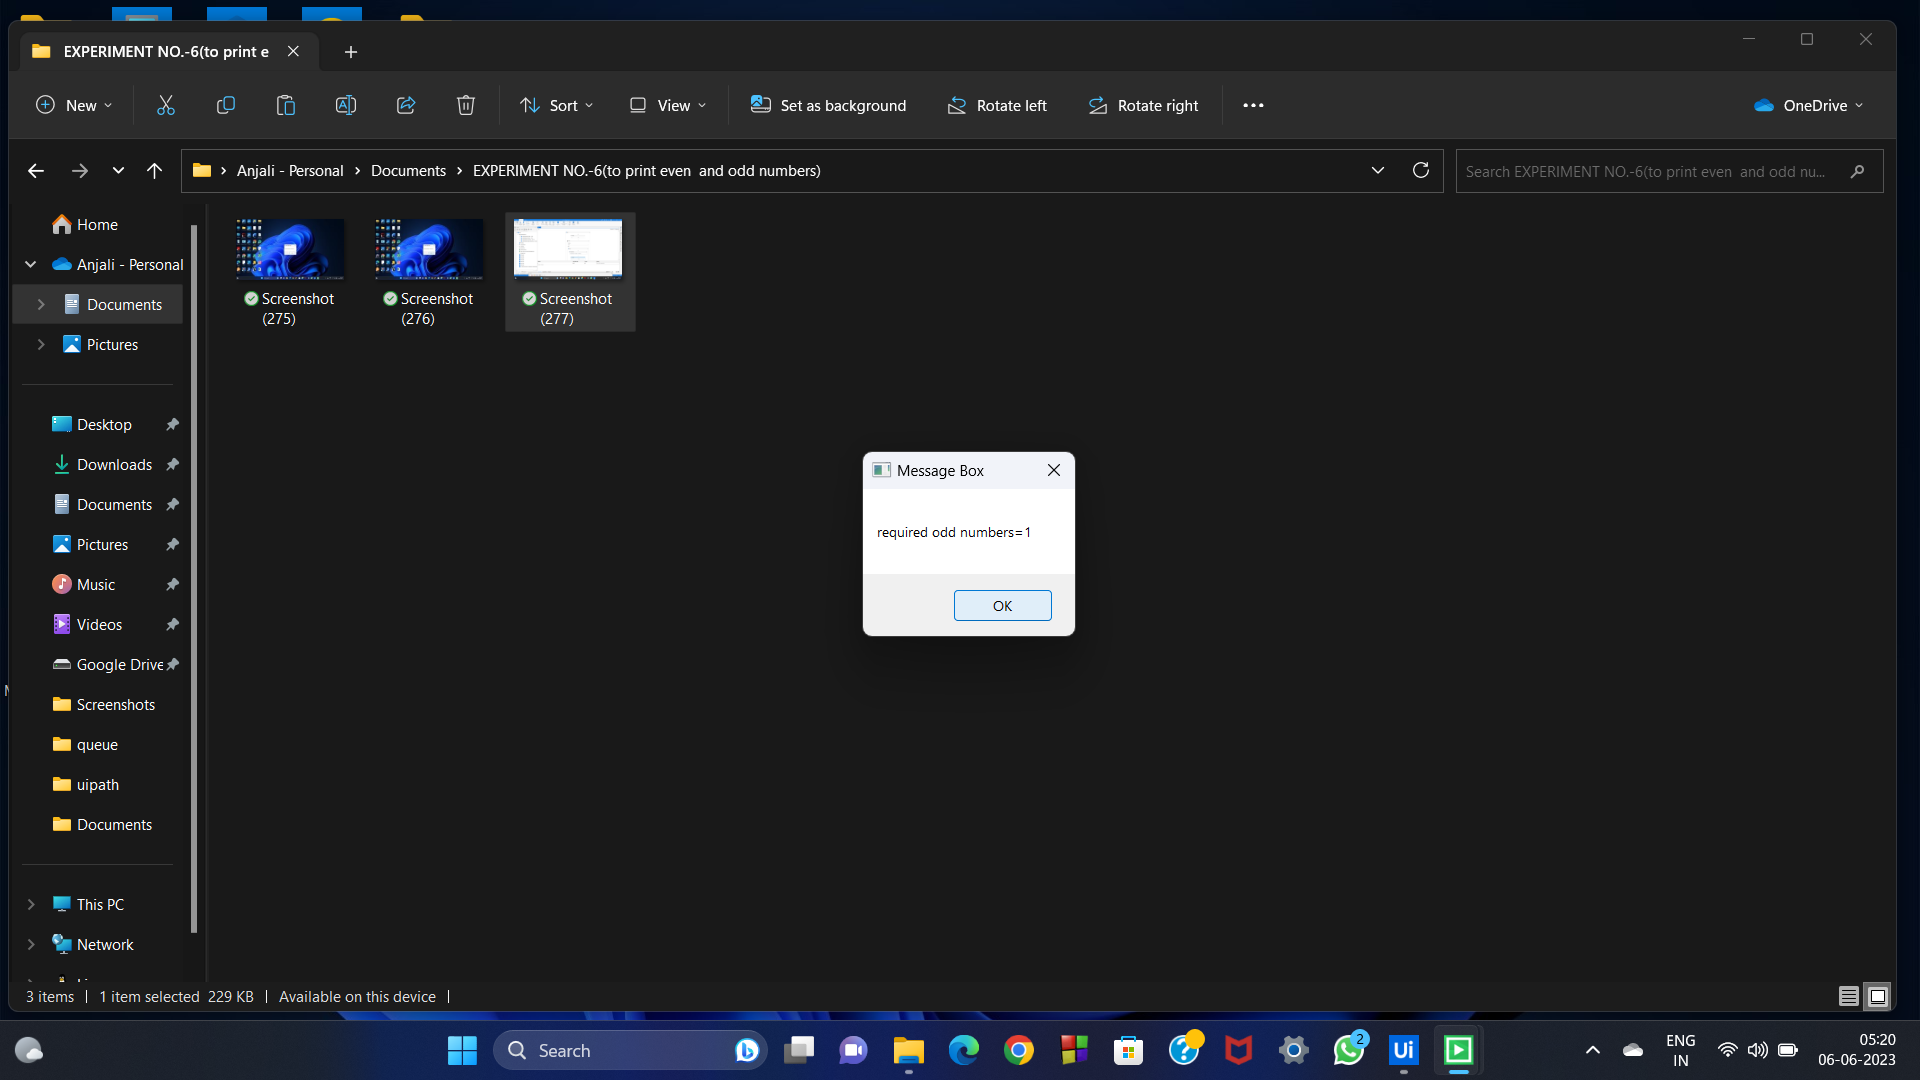 EXPERIMENT NO.-6(to print e
New
Sort
View
Set as background
Rotate left
Rotate right
OneDrive
Anjali - Personal
Documents
EXPERIMENT NO.-6(to print even  and odd numbers)
Search EXPERIMENT NO.-6(to print even  and odd nu...
Home
Anjali - Personal
Documents
Pictures
Desktop
Downloads
Documents
Pictures
Music
Videos
Google Drive
Screenshots
queue
uipath
Documents
This PC
Network
Screenshot
(275)
Screenshot
(276)
Screenshot
(277)
Message Box
required odd numbers=1
OK
3 items
1 item selected  229 KB
Available on this device
Search
2
Ui
ENG
IN
05:20
06-06-2023